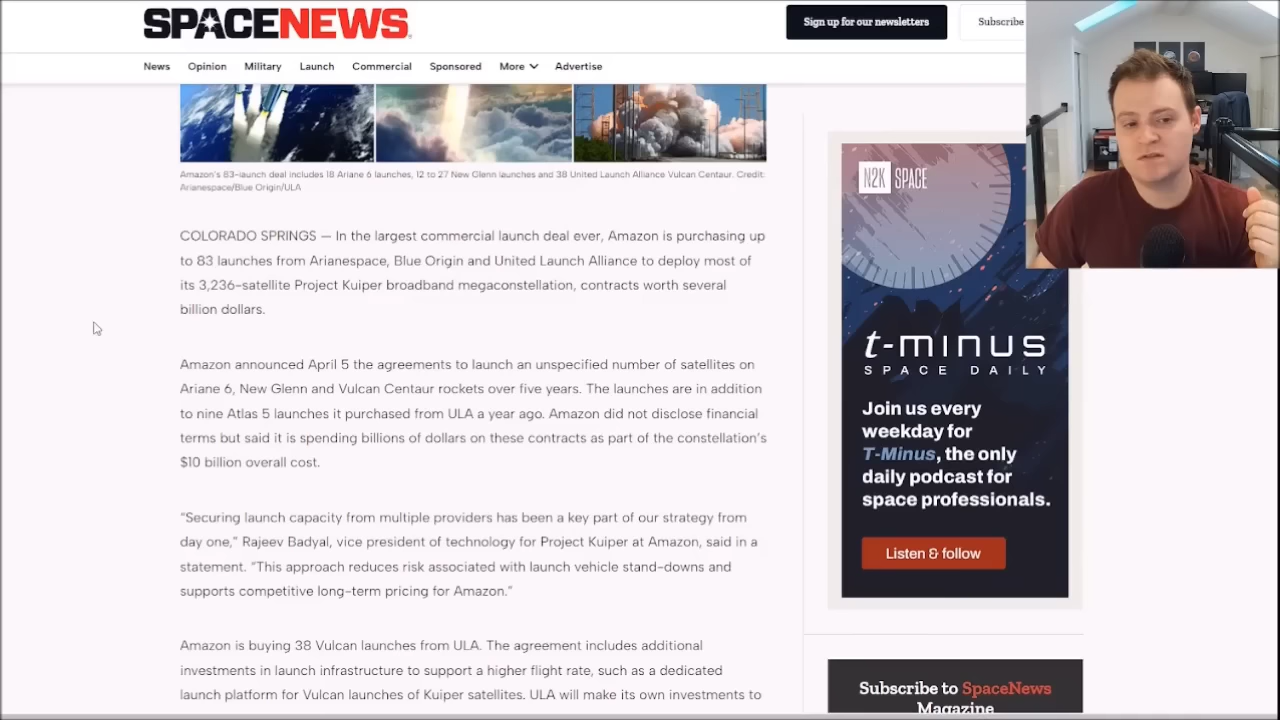 SPACENEWS
Sign up for our newsletters
Subscribe
News Opinion Military Launch Commercial Sponsored More Advertise
Amazon's 83-launch deal includes 18 Ariane 6 launches, 12 to 27 New Glenn launches and 38 United Launch Alliance Vulcan Centaur. Credit:
Arianespace/Blue Origin/ULA
COLORADO SPRINGS — In the largest commercial launch deal ever, Amazon is purchasing up
to 83 launches from Arianespace, Blue Origin and United Launch Alliance to deploy most of
its 3,236-satellite Project Kuiper broadband megaconstellation, contracts worth several
billion dollars.
Amazon announced April 5 the agreements to launch an unspecified number of satellites on
Ariane 6, New Glenn and Vulcan Centaur rockets over five years. The launches are in addition
to nine Atlas 5 launches it purchased from ULA a year ago. Amazon did not disclose financial
terms but said it is spending billions of dollars on these contracts as part of the constellation's
$10 billion overall cost.
“Securing launch capacity from multiple providers has been a key part of our strategy from
day one,” Rajeev Badyal, vice president of technology for Project Kuiper at Amazon, said in a
statement. “This approach reduces risk associated with launch vehicle stand-downs and
supports competitive long-term pricing for Amazon.”
Amazon is buying 38 Vulcan launches from ULA. The agreement includes additional
investments in launch infrastructure to support a higher flight rate, such as a dedicated
launch platform for Vulcan launches of Kuiper satellites. ULA will make its own investments to
N2K SPACE
t-minus
SPACE DAILY
Join us every
weekday for
T-Minus, the only
daily podcast for
space professionals.
Listen & follow
Subscribe to SpaceNews
Magazine